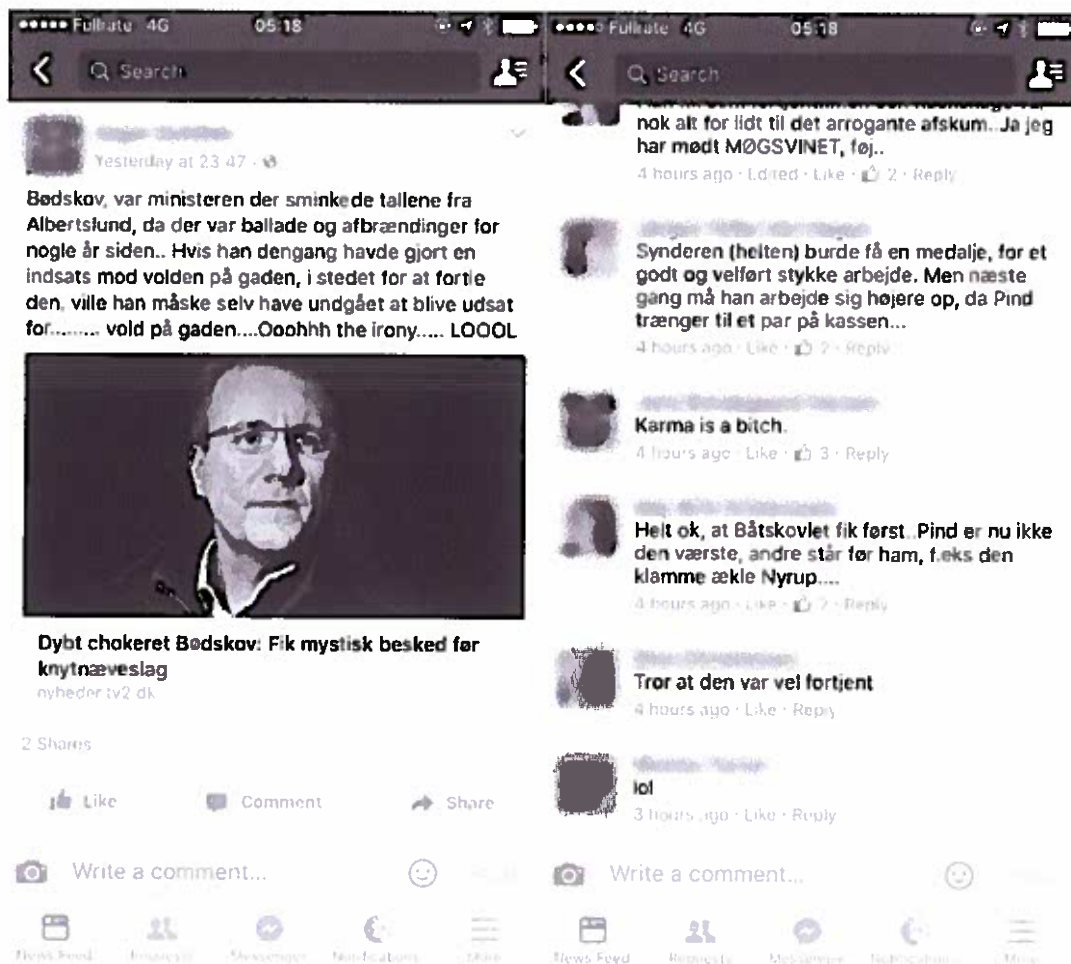 Fullrate 4G 05:18
Search
Yesterday at 23:47 ·
Bødskov, var ministeren der sminkede tallene fra
Albertslund, da der var ballade og afbrændinger for
nogle år siden.. Hvis han dengang havde gjort en
indsats mod volden på gaden, i stedet for at fortie
den, ville han måske selv have undgået at blive udsat
for......... vold på gaden....Ooohhh the irony..... LOOOL
Dybt chokeret Bødskov: Fik mystisk besked før
knytnæveslag
nyheder.tv2.dk
2 Shares
Like Comment Share
Write a comment...
News Feed Requests Messenger Notifications More
Fullrate 4G 05:18
Search
nok alt for lidt til det arrogante afskum. Ja jeg
har mødt MØGSVINET, føj..
4 hours ago · Edited · Like · 2 · Reply
Synderen (helten) burde få en medalje, for et
godt og velført stykke arbejde. Men næste
gang må han arbejde sig højere op, da Pind
trænger til et par på kassen...
4 hours ago · Like · 2 · Reply
Karma is a bitch.
4 hours ago · Like · 3 · Reply
Helt ok, at Båtskovlet fik først..Pind er nu ikke
den værste, andre står før ham, f.eks den
klamme ækle Nyrup....
4 hours ago · Like · 2 · Reply
Tror at den var vel fortjent
4 hours ago · Like · Reply
lol
3 hours ago · Like · Reply
Write a comment...
News Feed Requests Messenger Notifications More